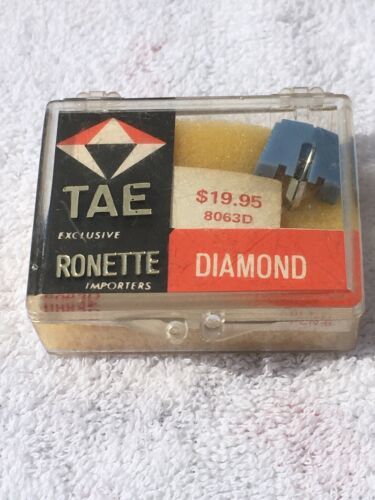 TAE
EXCLUSIVE
RONETTE
IMPORTERS
$19.95
8063D
DIAMOND